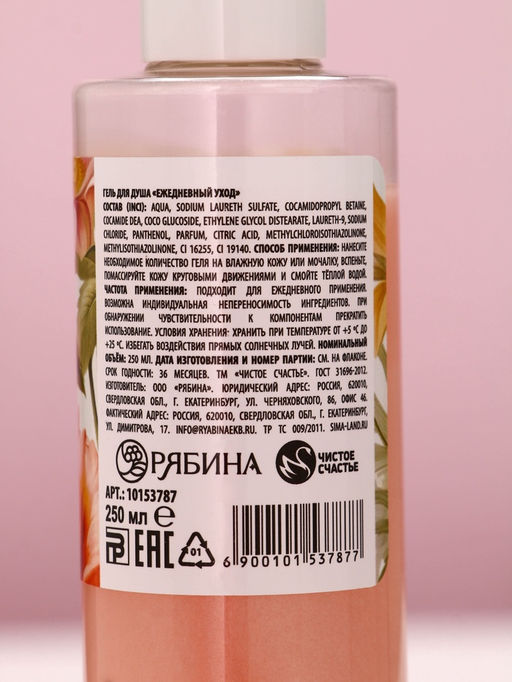 ГЕЛЬ ДЛЯ ДУША «ЕЖЕДНЕВНЫЙ УХОД»
СОСТАВ (INCI): AQUA, SODIUM LAURETH SULFATE, COCAMIDOPROPYL BETAINE,
COCAMIDE DEA, COCO GLUCOSIDE, ETHYLENE GLYCOL DISTEARATE, LAURETH-9, SODIUM
CHLORIDE, PANTHENOL, PARFUM, CITRIC ACID, METHYLCHLOROISOTHIAZOLINONE,
METHYLISOTHIAZOLINONE, CI 16255, CI 19140. СПОСОБ ПРИМЕНЕНИЯ: НАНЕСИТЕ
НЕОБХОДИМОЕ КОЛИЧЕСТВО ГЕЛЯ НА ВЛАЖНУЮ КОЖУ ИЛИ МОЧАЛКУ, ВСПЕНЬТЕ,
ПОМАССИРУЙТЕ КОЖУ КРУГОВЫМИ ДВИЖЕНИЯМИ И СМОЙТЕ ТЁПЛОЙ ВОДОЙ.
ЧАСТОТА ПРИМЕНЕНИЯ: ПОДХОДИТ ДЛЯ ЕЖЕДНЕВНОГО ПРИМЕНЕНИЯ.
ВОЗМОЖНА ИНДИВИДУАЛЬНАЯ НЕПЕРЕНОСИМОСТЬ ИНГРЕДИЕНТОВ. ПРИ
ОБНАРУЖЕНИИ ЧУВСТВИТЕЛЬНОСТИ К КОМПОНЕНТАМ ПРЕКРАТИТЬ
ИСПОЛЬЗОВАНИЕ. УСЛОВИЯ ХРАНЕНИЯ: ХРАНИТЬ ПРИ ТЕМПЕРАТУРЕ ОТ +5 °С ДО
+25 °С. ИЗБЕГАТЬ ВОЗДЕЙСТВИЯ ПРЯМЫХ СОЛНЕЧНЫХ ЛУЧЕЙ. НОМИНАЛЬНЫЙ
ОБЪЁМ: 250 МЛ. ДАТА ИЗГОТОВЛЕНИЯ И НОМЕР ПАРТИИ: СМ. НА ФЛАКОНЕ.
СРОК ГОДНОСТИ: 36 МЕСЯЦЕВ. ТМ «ЧИСТОЕ СЧАСТЬЕ». ГОСТ 31696-2012.
ИЗГОТОВИТЕЛЬ: ООО «РЯБИНА». ЮРИДИЧЕСКИЙ АДРЕС: РОССИЯ, 620010,
СВЕРДЛОВСКАЯ ОБЛ., Г. ЕКАТЕРИНБУРГ, УЛ. ЧЕРНЯХОВСКОГО, 86, ОФИС 46.
ФАКТИЧЕСКИЙ АДРЕС: РОССИЯ, 620010, СВЕРДЛОВСКАЯ ОБЛ., Г. ЕКАТЕРИНБУРГ,
УЛ. ДИМИТРОВА, 17. INFO@RYABINAEKB.RU. ТР ТС 009/2011. SIMA-LAND.RU
РЯБИНА
ЧИСТОЕ
СЧАСТЬЕ
АРТ.: 10153787
250 мл ℮
EAC
01
6 900101 537877